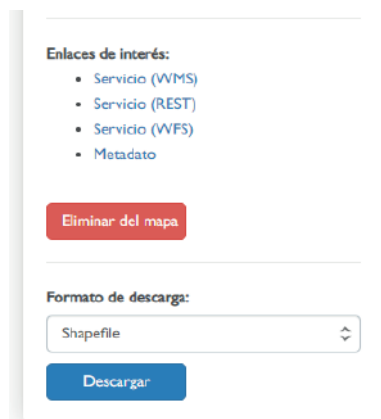 Enlaces de interés:
Servicio (WMS)
Servicio (REST)
Servicio (WFS)
Metadato
Eliminar del mapa
Formato de descarga:
Shapefile
Descargar